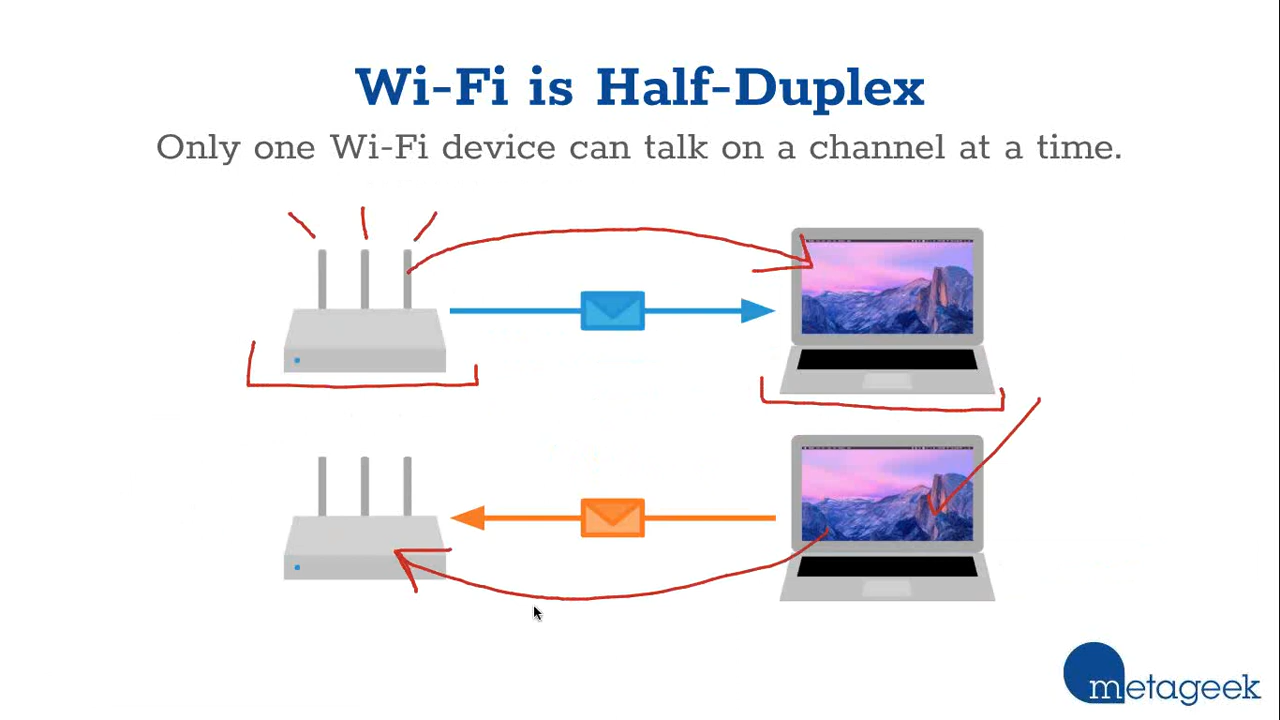 Wi-Fi is Half-Duplex
Only one Wi-Fi device can talk on a channel at a time.
metageek